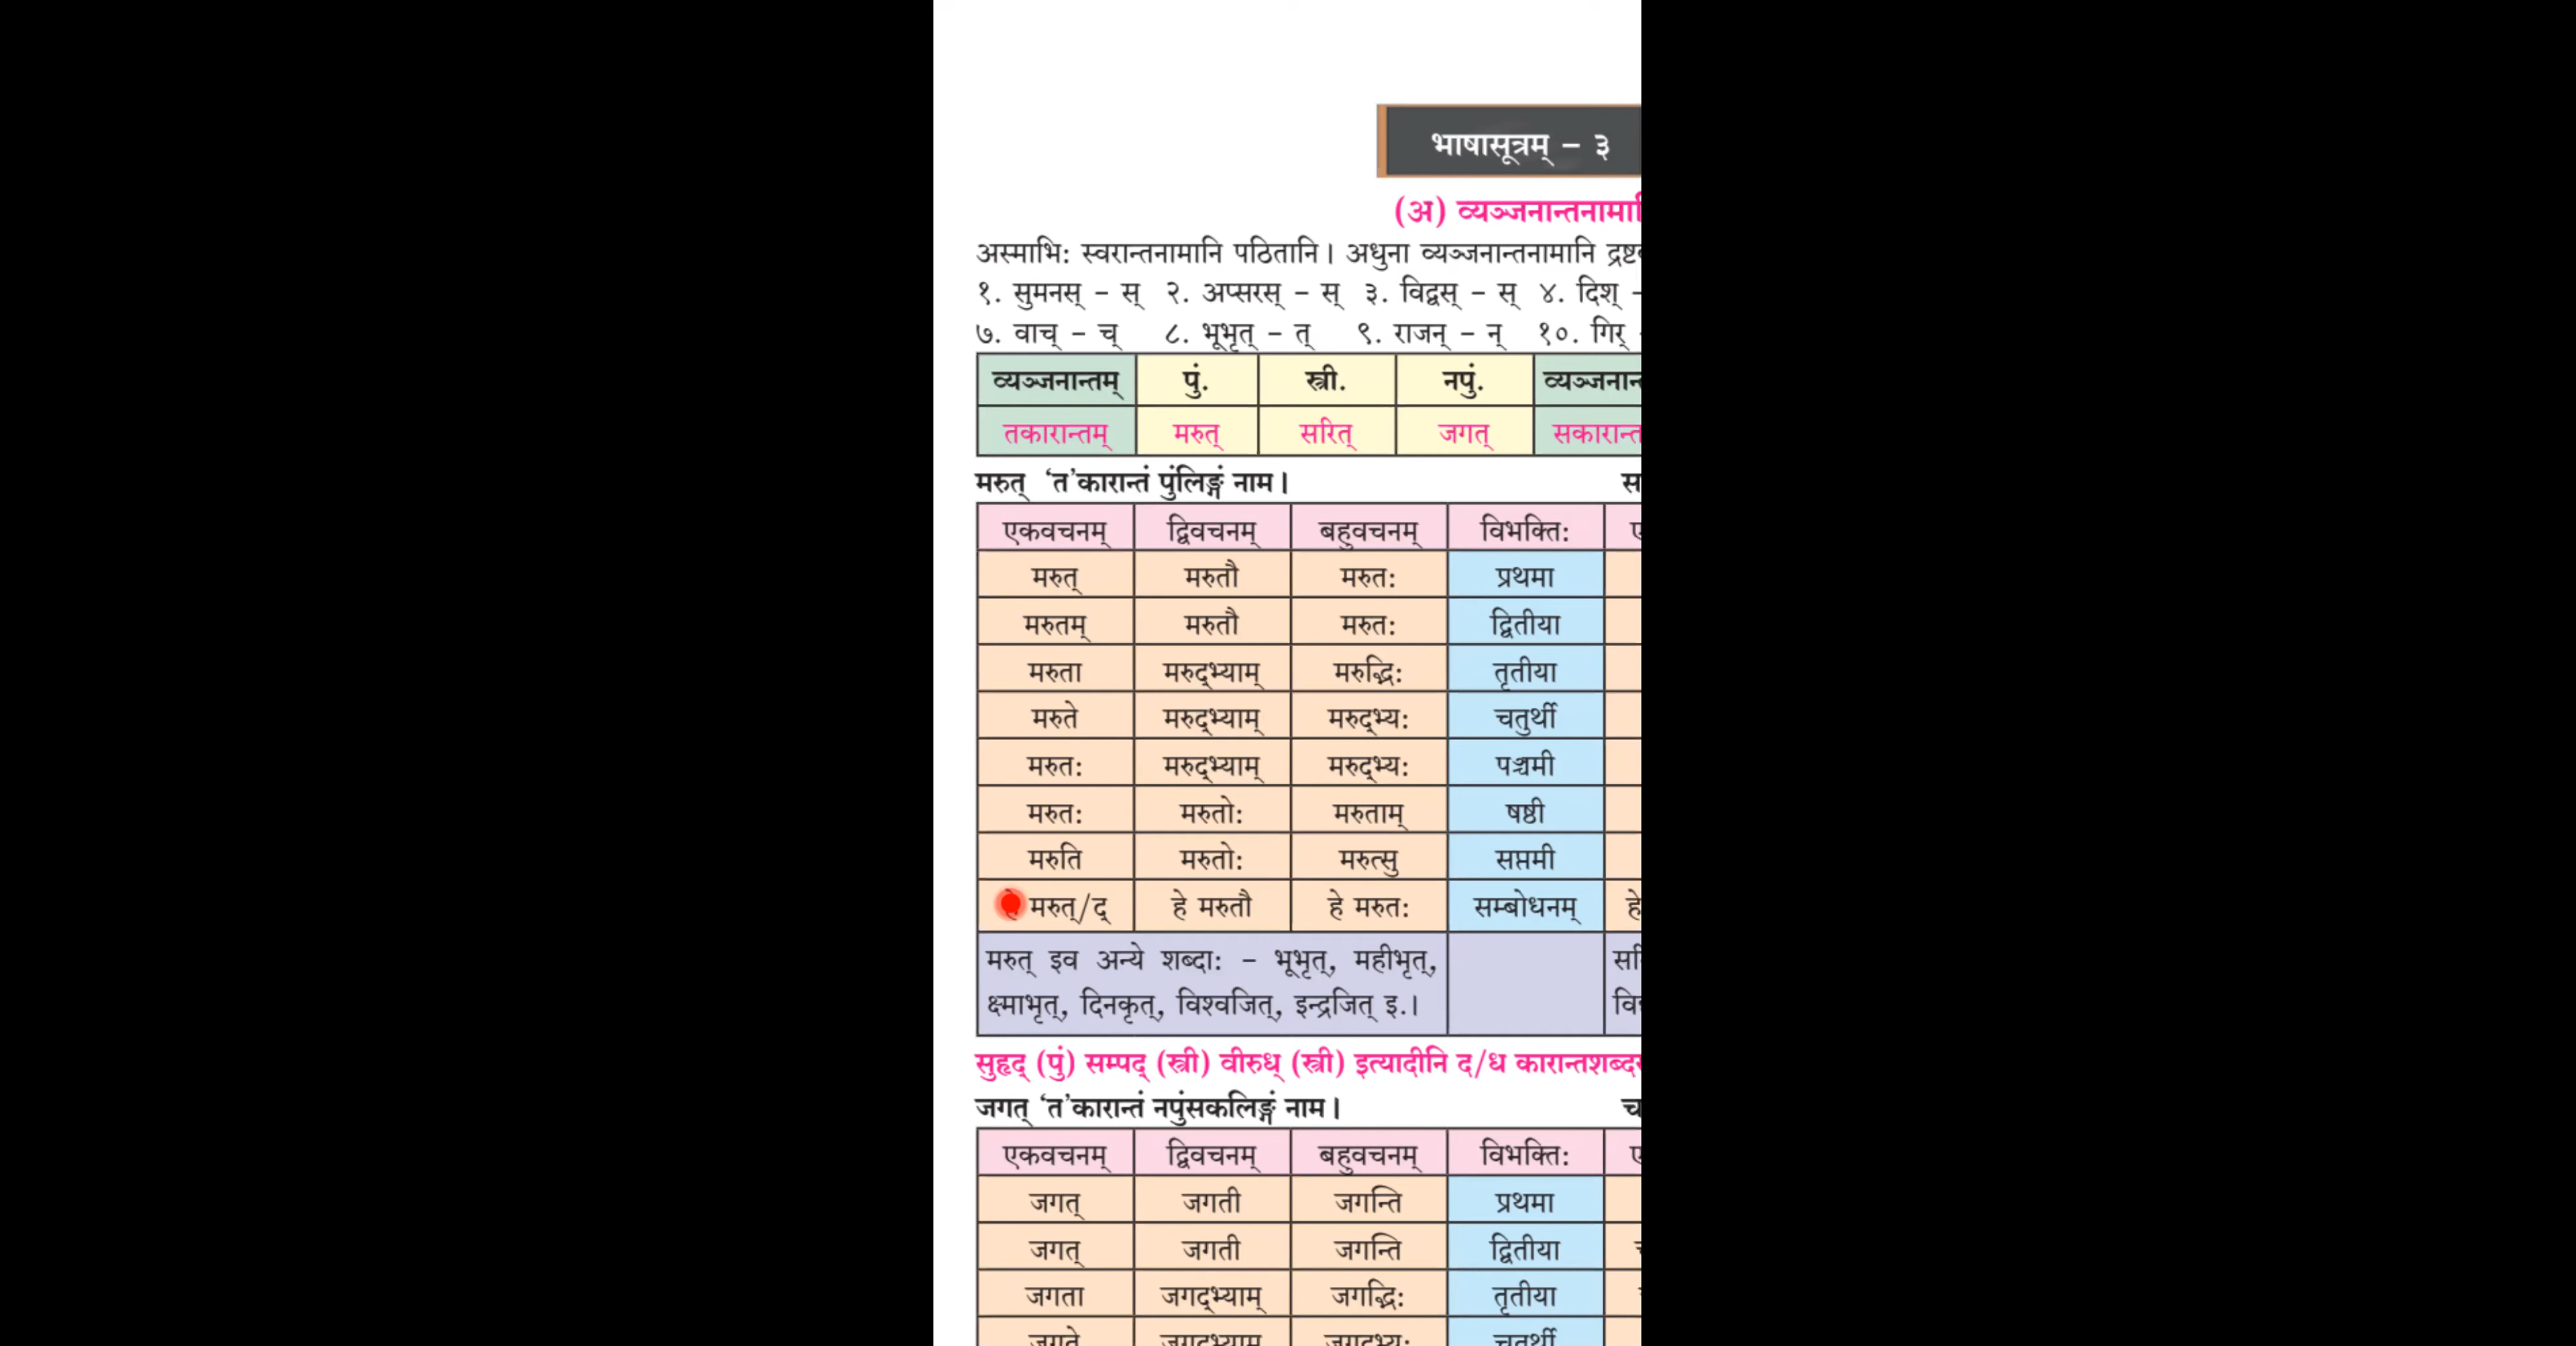 भाषासूत्रम् – ३
(अ)
अस्माभिः स्वरान्तनामानि पठितानि। अधुना व्यञ्जनान्तनामानि
१. सुमनस् – स् २. अप्सरस् – स् ३. विद्वस् – स् ४. दिश् –
७. वाच् – च् ८. भूभृत् – त् ९. राजन् – न् १०. गिर्
व्यञ्जनान्तम् पुं. स्त्री. नपुं.
तकारान्तम् मरुत् सरित् जगत्
मरुत् ‘त’कारान्तं पुंलिङ्गं नाम।
एकवचनम् द्विवचनम् बहुवचनम् विभक्तिः
मरुत् मरुतौ मरुतः प्रथमा
मरुतम् मरुतौ मरुतः द्वितीया
मरुता मरुद्भ्याम् मरुद्भिः तृतीया
मरुते मरुद्भ्याम् मरुद्भ्यः चतुर्थी
मरुतः मरुद्भ्याम् मरुद्भ्यः पञ्चमी
मरुतः मरुतोः मरुताम् षष्ठी
मरुति मरुतोः मरुत्सु सप्तमी
मरुत्/द् हे मरुतौ हे मरुतः सम्बोधनम् हे
मरुत् इव अन्ये शब्दाः – भूभृत्, महीभृत्,
क्ष्माभृत्, दिनकृत्, विश्वजित्, इन्द्रजित् इ.।
सुहृद् (पुं) सम्पद् (स्त्री) वीरुध् (स्त्री) इत्यादीनि द/ध
जगत् ‘त’कारान्तं नपुंसकलिङ्गं नाम।
एकवचनम् द्विवचनम् बहुवचनम् विभक्तिः
जगत् जगती जगन्ति प्रथमा
जगत् जगती जगन्ति द्वितीया
जगता जगद्भ्याम् जगद्भिः तृतीया
जगते जगद्भ्याम् जगद्भ्यः चतुर्थी